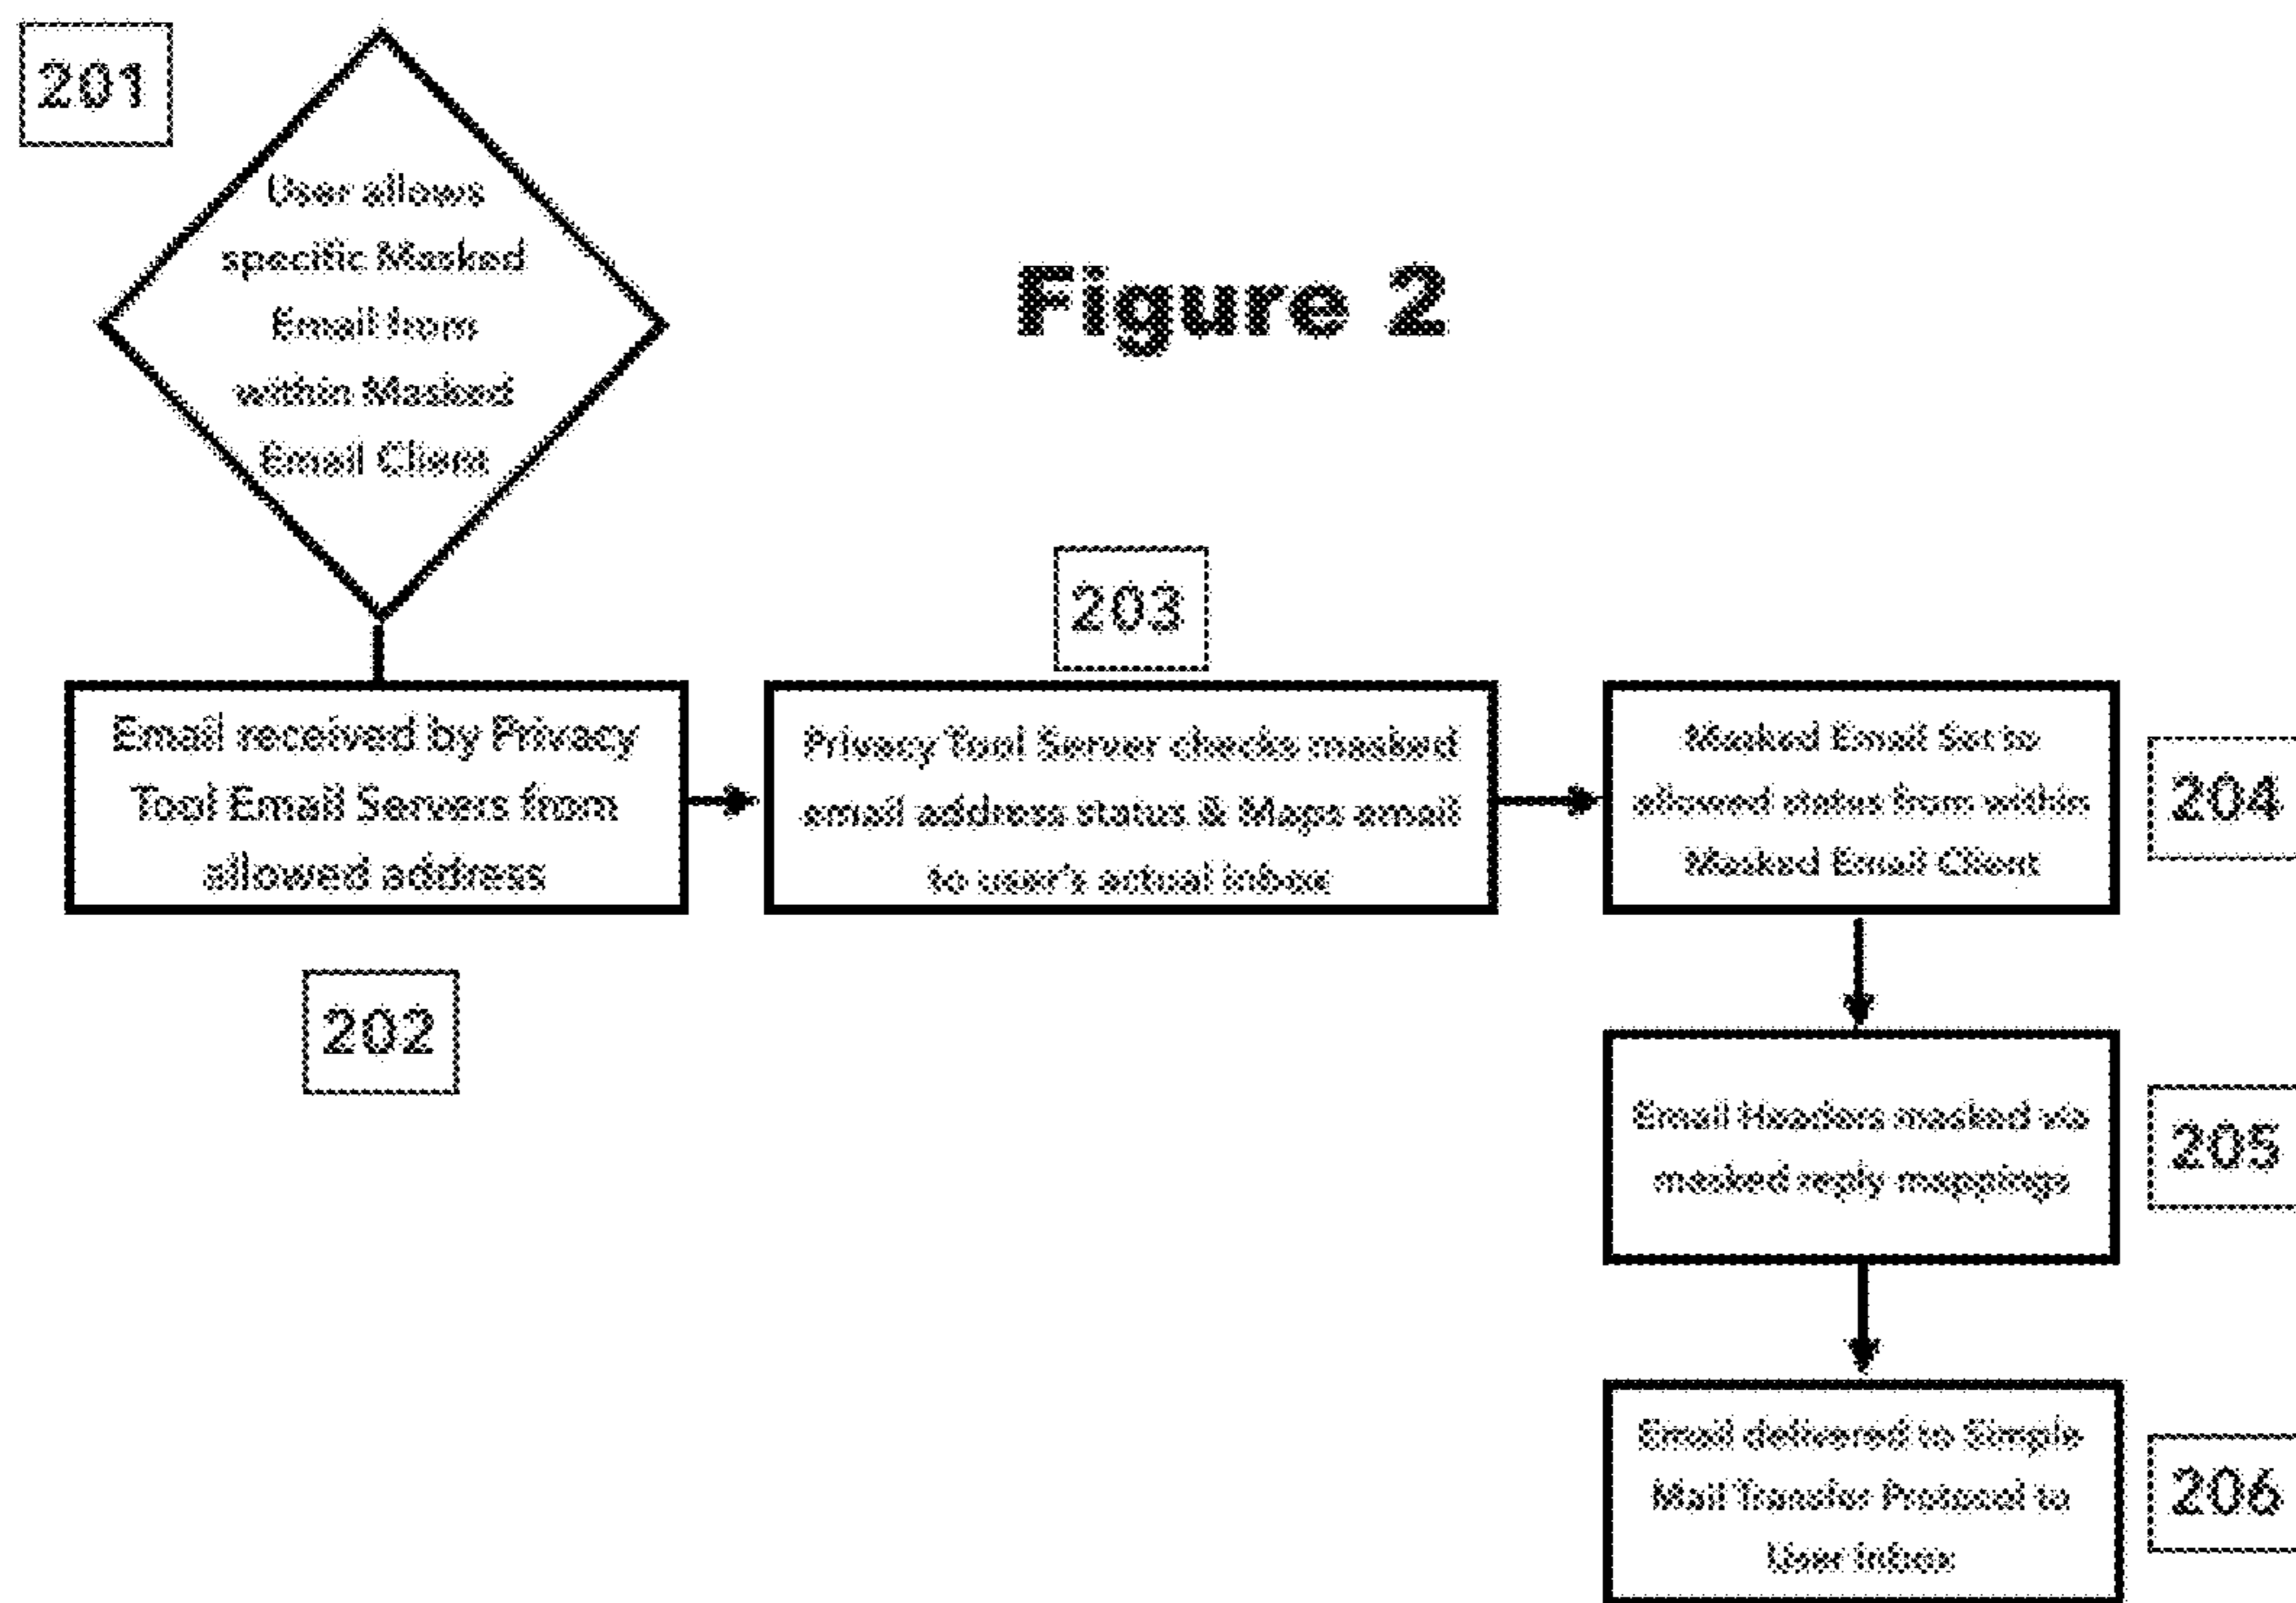 201
User allows
specific Masked
Email from
within Masked
Email Client
Figure 2
203
Email received by Privacy
Tool Email Servers from
allowed address
Privacy Tool Server checks masked
email address status & Maps email
to user's actual inbox
Masked Email Set to
allowed status from within
Masked Email Client
204
202
Email Headers masked via
masked reply mappings
205
Email delivered to Simple
Mail Transfer Protocol to
User inbox
206